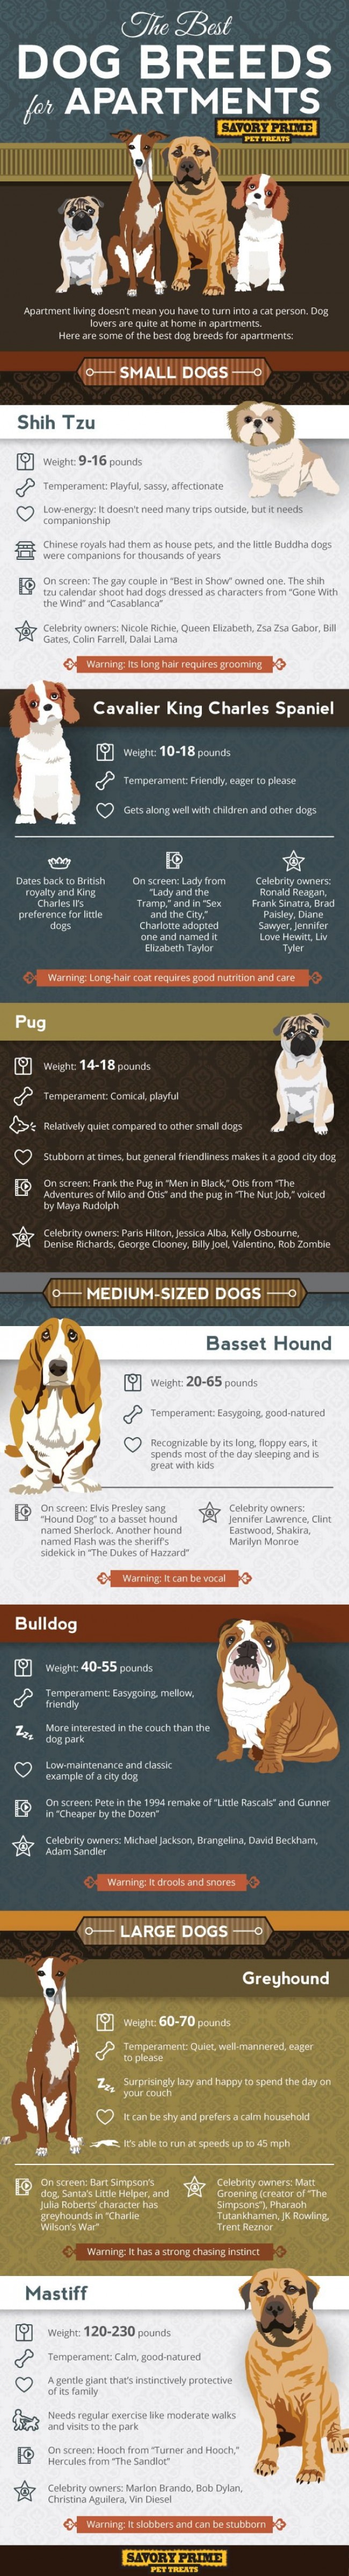 The Best
DOG BREEDS
for APARTMENTS
SAVORY PRIME
PET TREATS
Apartment living doesn't mean you have to turn into a cat person. Dog
lovers are quite at home in apartments.
Here are some of the best dog breeds for apartments:
SMALL DOGS
Shih Tzu
Weight: 9-16 pounds
Temperament: Playful, sassy, affectionate
Low-energy: It doesn't need many trips outside, but it needs
companionship
Chinese royals had them as house pets, and the little Buddha dogs
were companions for thousands of years
On screen: The gay couple in "Best in Show" owned one. The shih
tzu calendar shoot had dogs dressed as characters from "Gone With
the Wind" and "Casablanca"
Celebrity owners: Nicole Richie, Queen Elizabeth, Zsa Zsa Gabor, Bill
Gates, Colin Farrell, Dalai Lama
Warning: Its long hair requires grooming
Cavalier King Charles Spaniel
Weight: 10-18 pounds
Temperament: Friendly, eager to please
Gets along well with children and other dogs
Dates back to British
royalty and King
Charles II's
preference for little
dogs
On screen: Lady from
"Lady and the
Tramp," and in "Sex
and the City,"
Charlotte adopted
one and named it
Elizabeth Taylor
Celebrity owners:
Ronald Reagan,
Frank Sinatra, Brad
Paisley, Diane
Sawyer, Jennifer
Love Hewitt, Liv
Tyler
Warning: Long-hair coat requires good nutrition and care
Pug
Weight: 14-18 pounds
Temperament: Comical, playful
Relatively quiet compared to other small dogs
Stubborn at times, but general friendliness makes it a good city dog
On screen: Frank the Pug in "Men in Black," Otis from "The
Adventures of Milo and Otis" and the pug in "The Nut Job," voiced
by Maya Rudolph
Celebrity owners: Paris Hilton, Jessica Alba, Kelly Osbourne,
Denise Richards, George Clooney, Billy Joel, Valentino, Rob Zombie
MEDIUM-SIZED DOGS
Basset Hound
Weight: 20-65 pounds
Temperament: Easygoing, good-natured
Recognizable by its long, floppy ears, it
spends most of the day sleeping and is
great with kids
On screen: Elvis Presley sang
"Hound Dog" to a basset hound
named Sherlock. Another hound
named Flash was the sheriff's
sidekick in "The Dukes of Hazzard"
Celebrity owners:
Jennifer Lawrence, Clint
Eastwood, Shakira,
Marilyn Monroe
Warning: It can be vocal
Bulldog
Weight: 40-55 pounds
Temperament: Easygoing, mellow,
friendly
More interested in the couch than the
dog park
Low-maintenance and classic
example of a city dog
On screen: Pete in the 1994 remake of "Little Rascals" and Gunner
in "Cheaper by the Dozen"
Celebrity owners: Michael Jackson, Brangelina, David Beckham,
Adam Sandler
Warning: It drools and snores
LARGE DOGS
Greyhound
Weight: 60-70 pounds
Temperament: Quiet, well-mannered, eager
to please
Surprisingly lazy and happy to spend the day on
your couch
It can be shy and prefers a calm household
It's able to run at speeds up to 45 mph
On screen: Bart Simpson's
dog, Santa's Little Helper, and
Julia Roberts' character has
greyhounds in "Charlie
Wilson's War"
Celebrity owners: Matt
Groening (creator of "The
Simpsons"), Pharaoh
Tutankhamen, JK Rowling,
Trent Reznor
Warning: It has a strong chasing instinct
Mastiff
Weight: 120-230 pounds
Temperament: Calm, good-natured
A gentle giant that's instinctively protective
of its family
Needs regular exercise like moderate walks
and visits to the park
On screen: Hooch from "Turner and Hooch,"
Hercules from "The Sandlot"
Celebrity owners: Marlon Brando, Bob Dylan,
Christina Aguilera, Vin Diesel
Warning: It slobbers and can be stubborn
SAVORY PRIME
PET TREATS